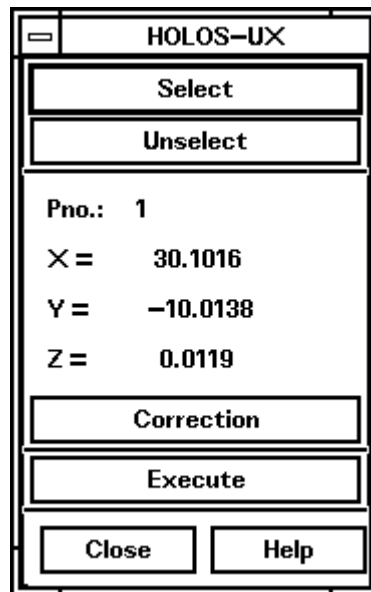 HOLOS-UX
Select
Unselect
Pno.: 1
X = 30.1016
Y = -10.0138
Z = 0.0119
Correction
Execute
Close Help